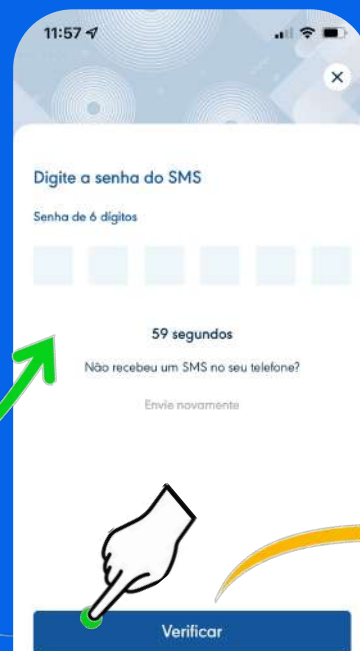 11:57
Digite a senha do SMS
Senha de 6 dígitos
59 segundos
Não recebeu um SMS no seu telefone?
Envie novamente
Verificar